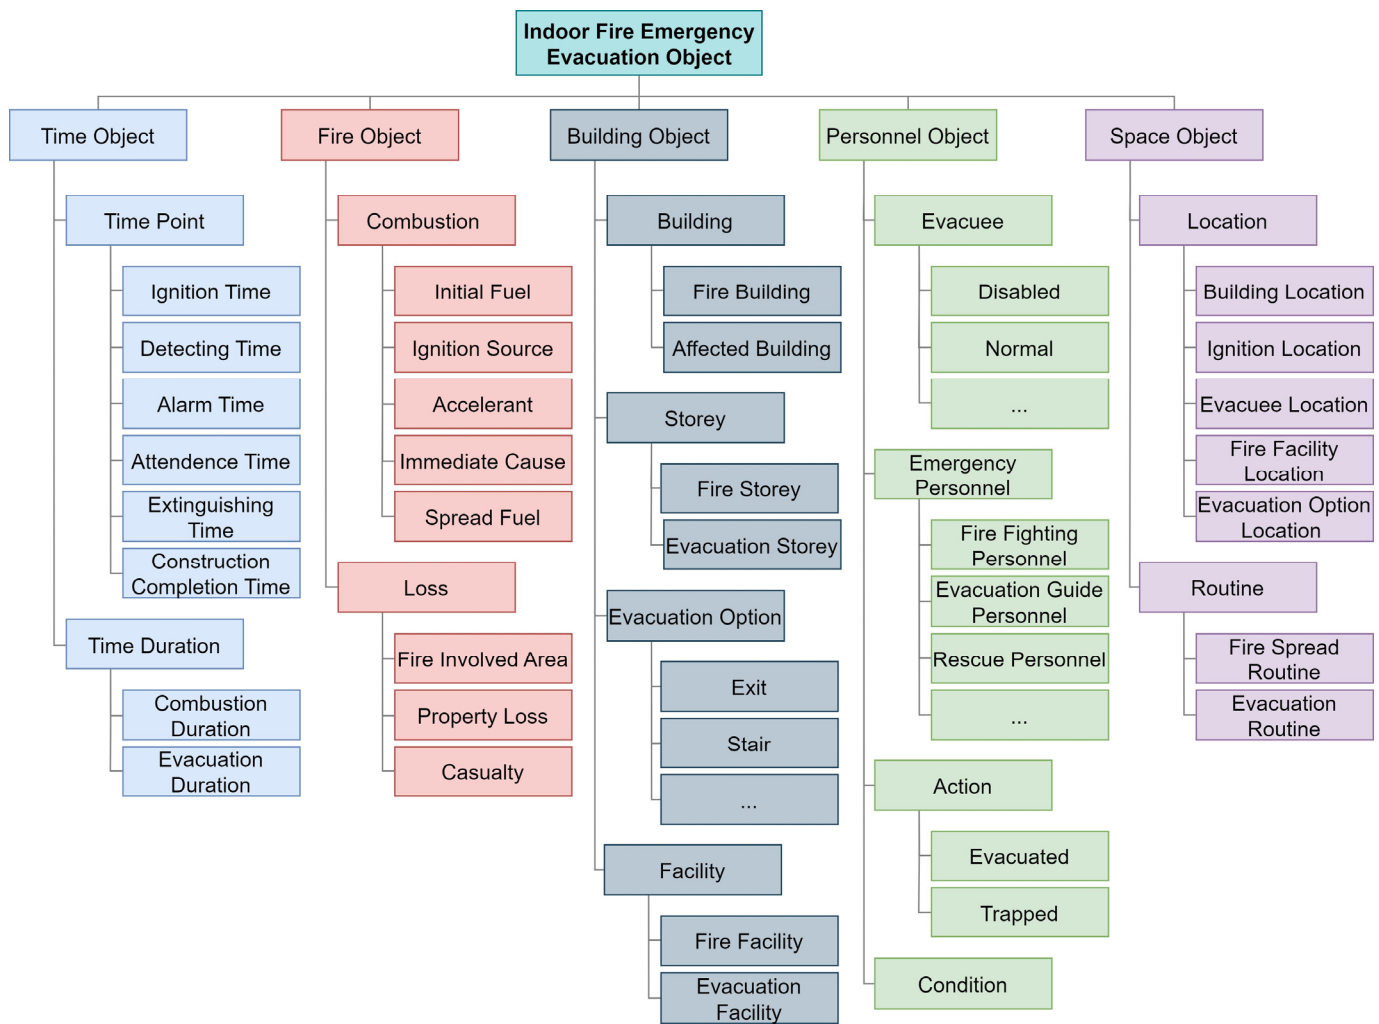 Indoor Fire Emergency
Evacuation Object
Time Object
Time Point
Ignition Time
Detecting Time
Alarm Time
Attendence Time
Extinguishing
Time
Construction
Completion Time
Time Duration
Combustion
Duration
Evacuation
Duration
Fire Object
Combustion
Initial Fuel
Ignition Source
Accelerant
Immediate Cause
Spread Fuel
Loss
Fire Involved Area
Property Loss
Casualty
Building Object
Building
Fire Building
Affected Building
Storey
Fire Storey
Evacuation Storey
Evacuation Option
Exit
Stair
...
Facility
Fire Facility
Evacuation
Facility
Personnel Object
Evacuee
Disabled
Normal
...
Emergency
Personnel
Fire Fighting
Personnel
Evacuation Guide
Personnel
Rescue Personnel
...
Action
Evacuated
Trapped
Condition
Space Object
Location
Building Location
Ignition Location
Evacuee Location
Fire Facility
Location
Evacuation Option
Location
Routine
Fire Spread
Routine
Evacuation
Routine